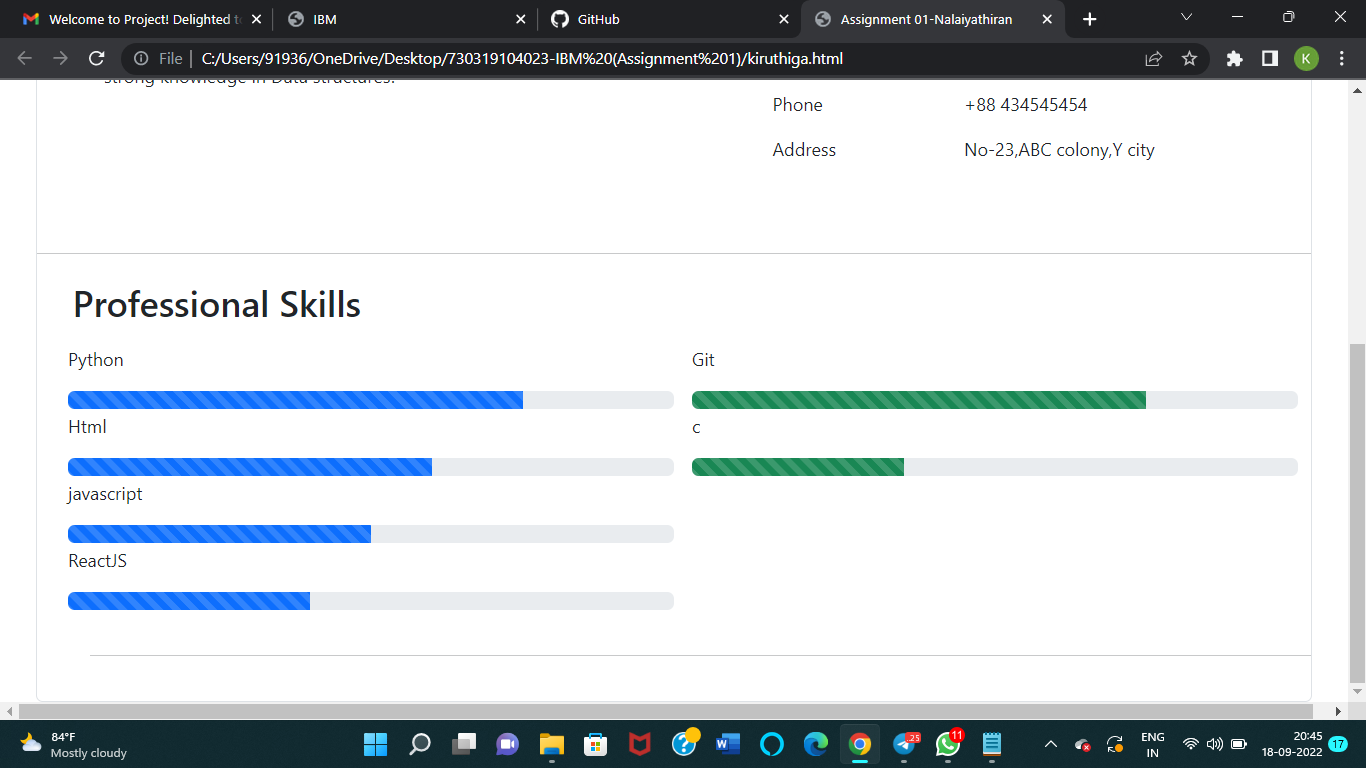 Welcome to Project! Delighted to
IBM
GitHub
Assignment 01-Nalaiyathiran
File
C:/Users/91936/OneDrive/Desktop/730319104023-IBM%20(Assignment%201)/kiruthiga.html
K
strong knowledge in Data structures.
Phone +88 434545454
Address No-23,ABC colony,Y city
Professional Skills
Python
Git
Html
c
javascript
ReactJS
84°F
Mostly cloudy
25
11
ENG
IN
20:45
18-09-2022
17